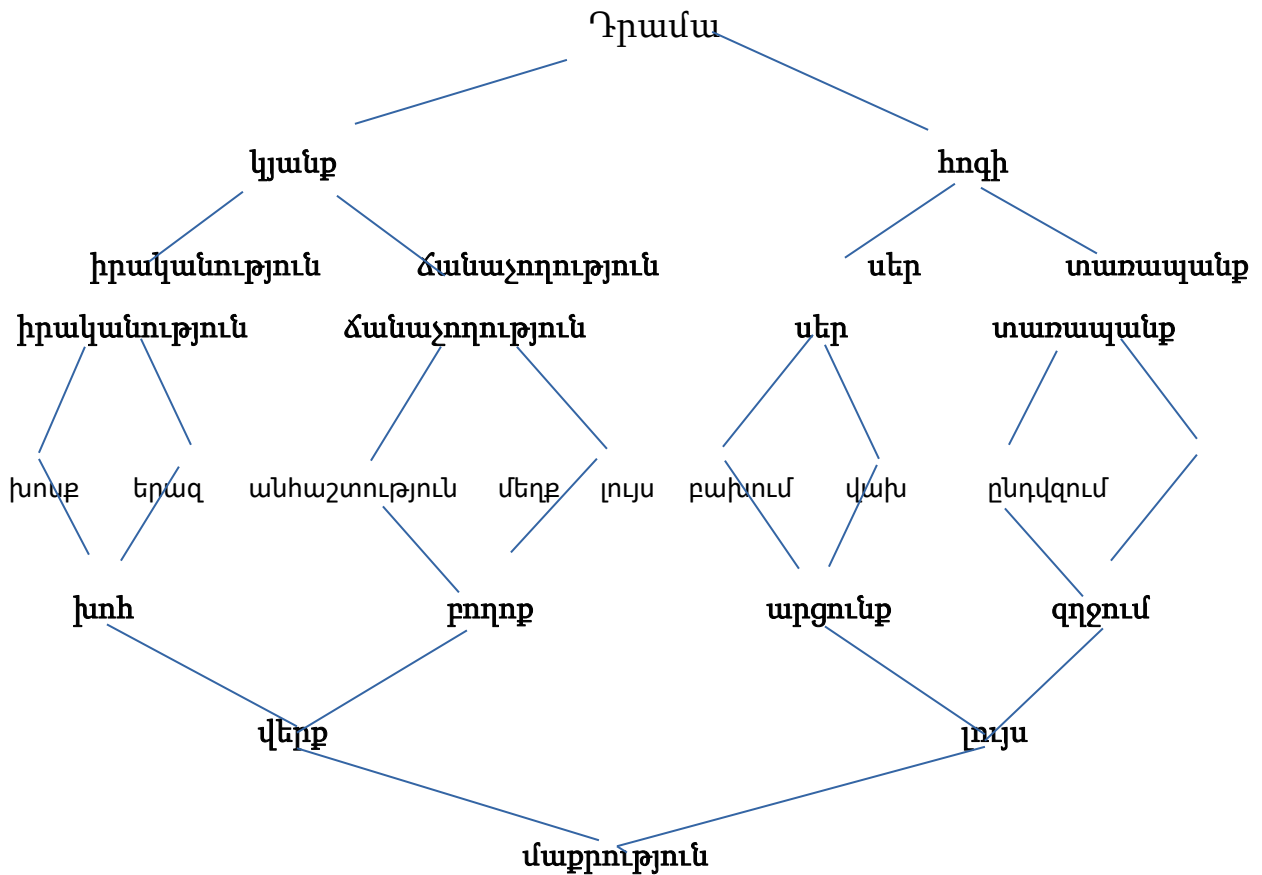 Դրամա
կյանք հոգի
իրականություն ճանաչողություն սեր տառապանք
իրականություն ճանաչողություն սեր տառապանք
խոսք երազ անհաշտություն մեղք լույս բախում վախ ընդվզում
խոհ բողոք արցունք զղջում
վերք լույս
մաքրություն